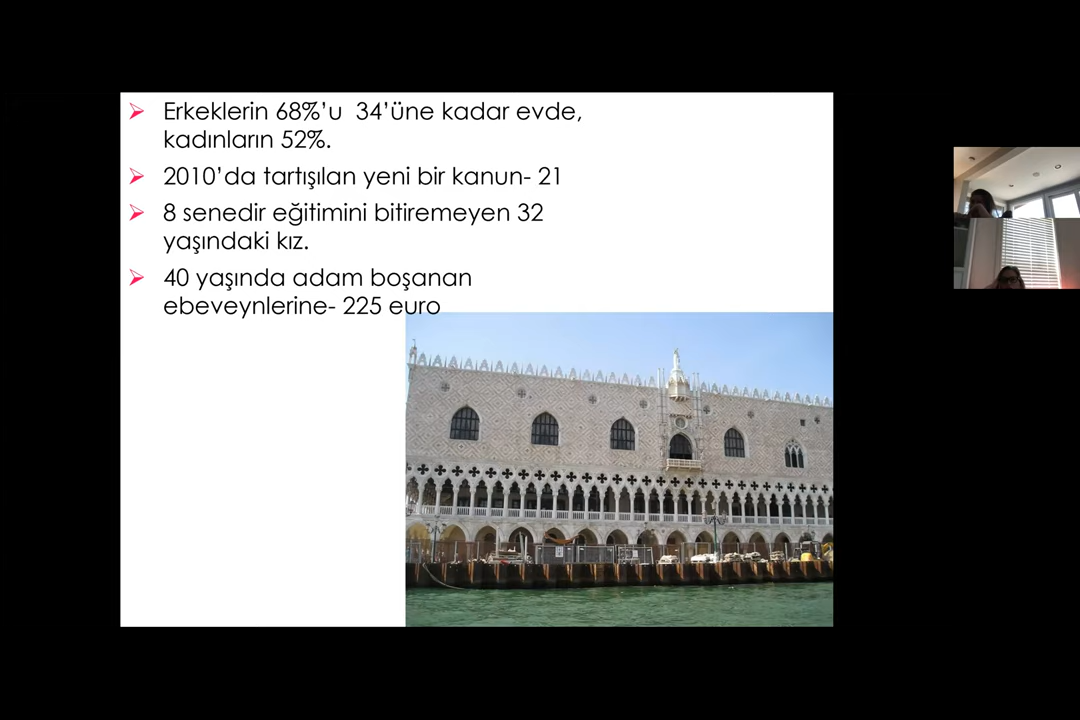 Erkeklerin 68%’u  34’üne kadar evde,
kadınların 52%.
2010’da tartışılan yeni bir kanun- 21
8 senedir eğitimini bitiremeyen 32
yaşındaki kız.
40 yaşında adam boşanan
ebeveynlerine- 225 euro